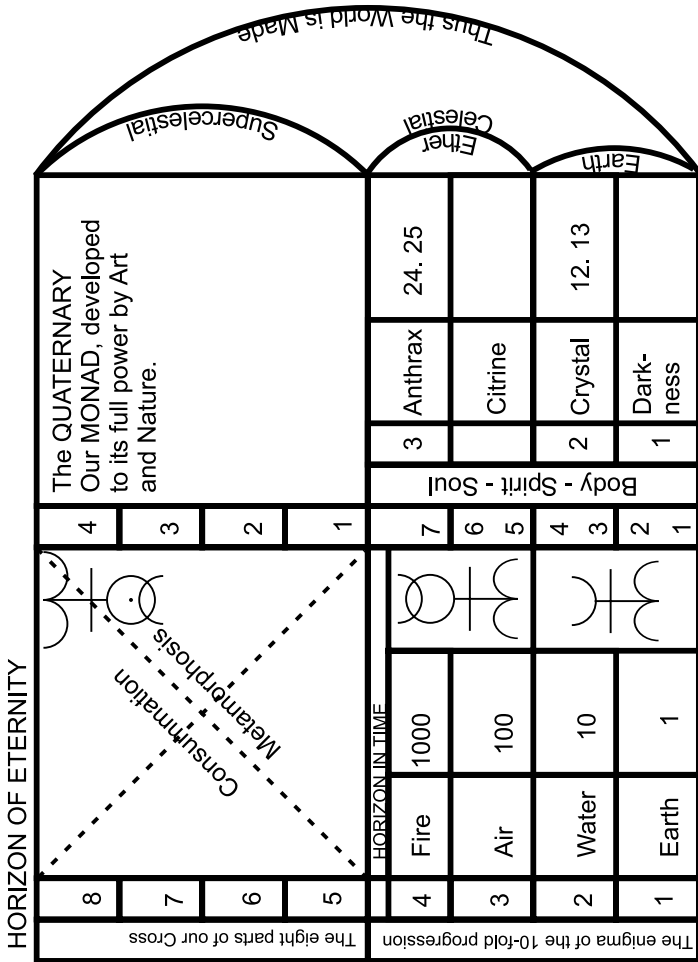 HORIZON OF ETERNITY
The eight parts of our Cross
8
7
6
5
Consummation
Metamorphosis
4
3
2
1
The QUATERNARY
Our MONAD, developed
to its full power by Art
and Nature.
Supercelestial
Thus the World is Made
HORIZON IN TIME
The enigma of the 10-fold progression
4
Fire
1000
7
3
Anthrax
24. 25
3
Air
100
6
5
Citrine
2
Water
10
4
3
2
Crystal
12. 13
1
Earth
1
2
1
1
Dark-
ness
Body - Spirit - Soul
Ether
Celestial
Earth